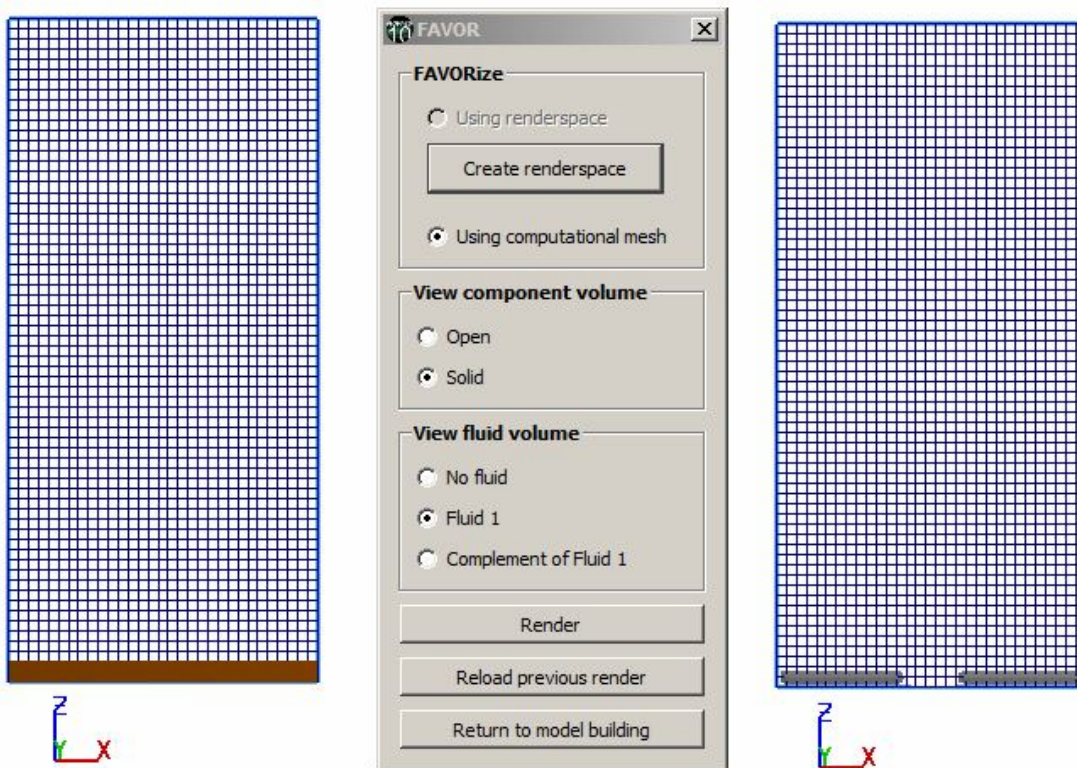 FAVOR
FAVORize
Using renderspace
Create renderspace
Using computational mesh
View component volume
Open
Solid
View fluid volume
No fluid
Fluid 1
Complement of Fluid 1
Render
Reload previous render
Return to model building
Z
Y X
Z
Y X